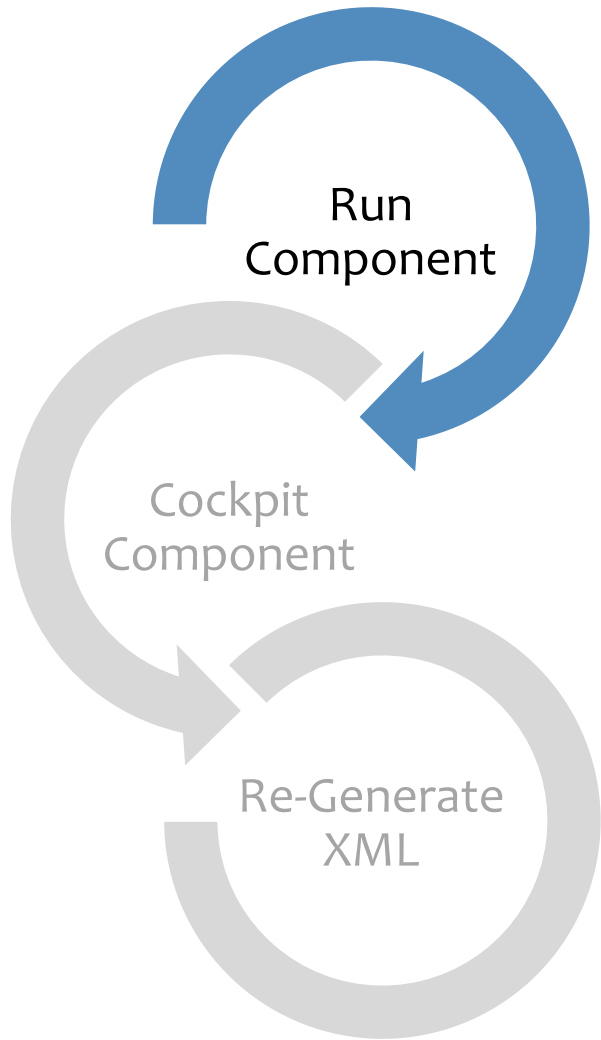 Run
Component
Cockpit
Component
Re-Generate
XML